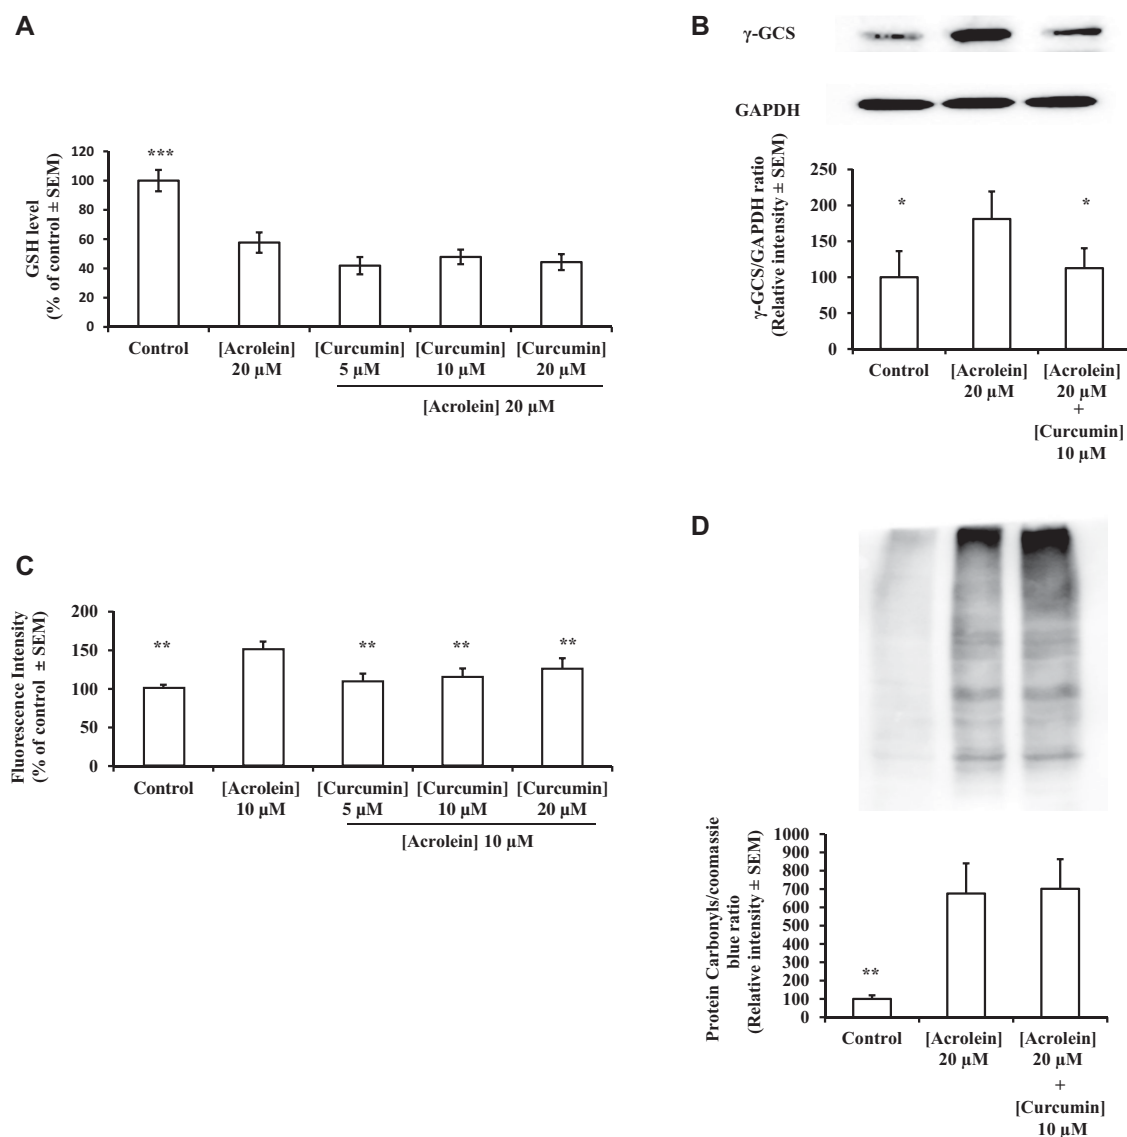 A
GSH level
(% of control ± SEM)
120
100
80
60
40
20
0
***
Control
[Acrolein]
20 µM
[Curcumin]
5 µM
[Curcumin]
10 µM
[Curcumin]
20 µM
[Acrolein] 20 µM
B
γ-GCS
GAPDH
γ-GCS/GAPDH ratio
(Relative intensity ± SEM)
250
200
150
100
50
0
*
*
Control
[Acrolein]
20 µM
[Acrolein]
20 µM
+
[Curcumin]
10 µM
C
Fluorescence Intensity
(% of control ± SEM)
200
150
100
50
0
**
**
**
**
Control
[Acrolein]
10 µM
[Curcumin]
5 µM
[Curcumin]
10 µM
[Curcumin]
20 µM
[Acrolein] 10 µM
D
Protein Carbonyls/coomassie
blue ratio
(Relative intensity ± SEM)
1000
900
800
700
600
500
400
300
200
100
0
**
Control
[Acrolein]
20 µM
[Acrolein]
20 µM
+
[Curcumin]
10 µM